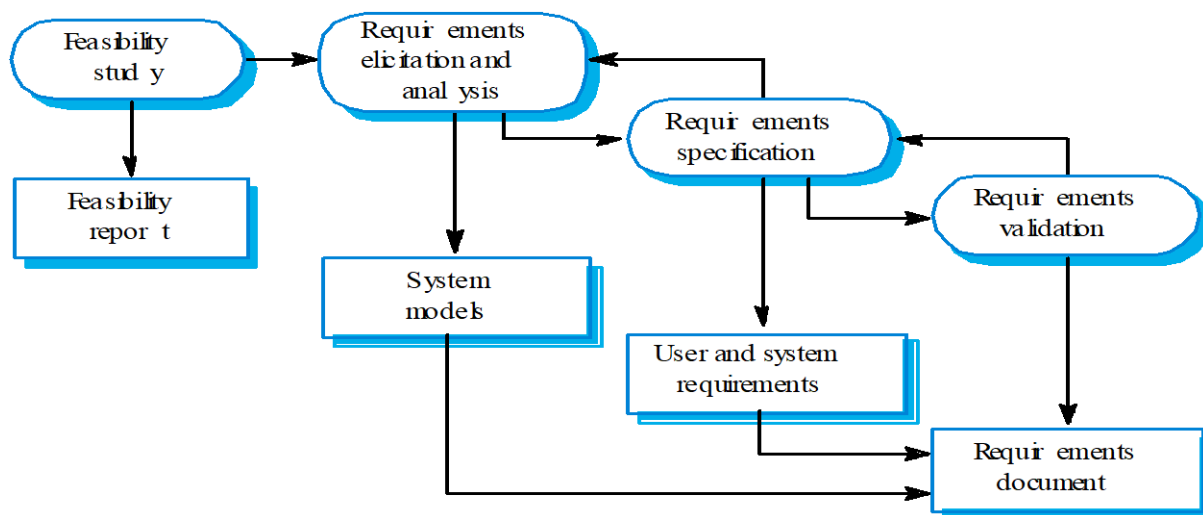 Feasibility
stud y
Requir ements
elicitation and
anal ysis
Requir ements
specification
Requir ements
validation
Feasibility
repor t
System
models
User and system
requirements
Requir ements
document